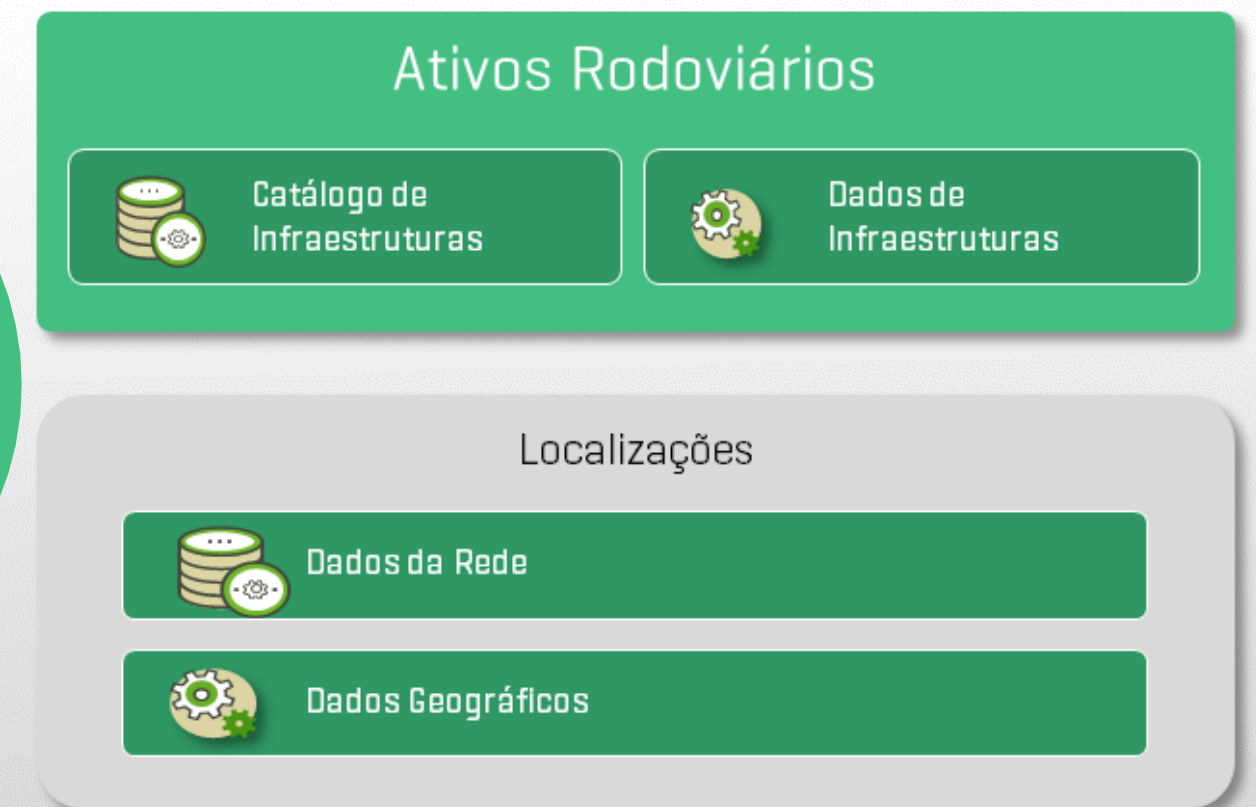 Ativos Rodoviários
Catálogo de
Infraestruturas
Dados de
Infraestruturas
Localizações
Dados da Rede
Dados Geográficos